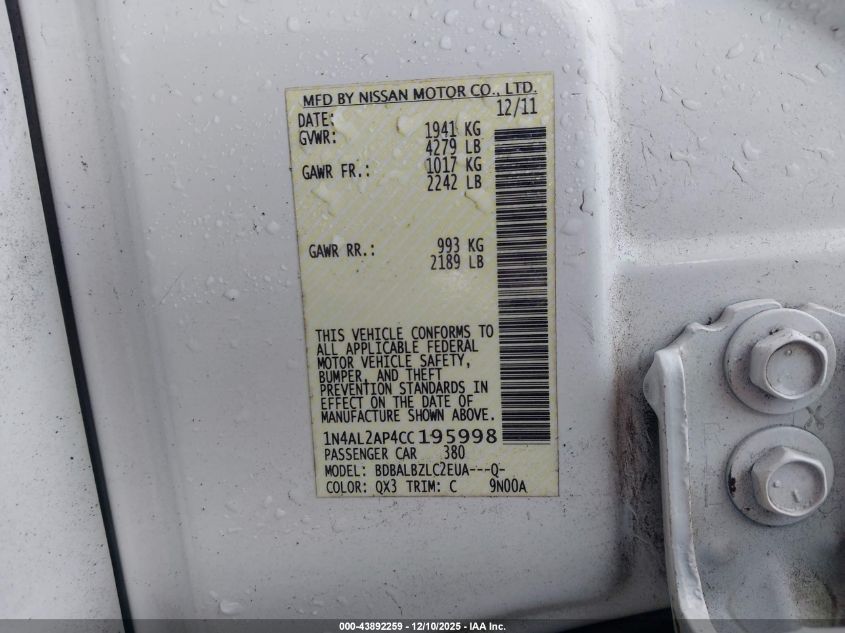 MFD BY NISSAN MOTOR CO., LTD.
DATE: 12/11
GVWR: 1941 KG
4279 LB
GAWR FR.: 1017 KG
2242 LB
GAWR RR.: 993 KG
2189 LB
THIS VEHICLE CONFORMS TO
ALL APPLICABLE FEDERAL
MOTOR VEHICLE SAFETY,
BUMPER, AND THEFT
PREVENTION STANDARDS IN
EFFECT ON THE DATE OF
MANUFACTURE SHOWN ABOVE.
1N4AL2AP4CC195998
PASSENGER CAR 380
MODEL: BDBALBZLC2EUA---Q-
COLOR: QX3 TRIM: C 9N00A
000-43892259 - 12/10/2025 - IAA Inc.